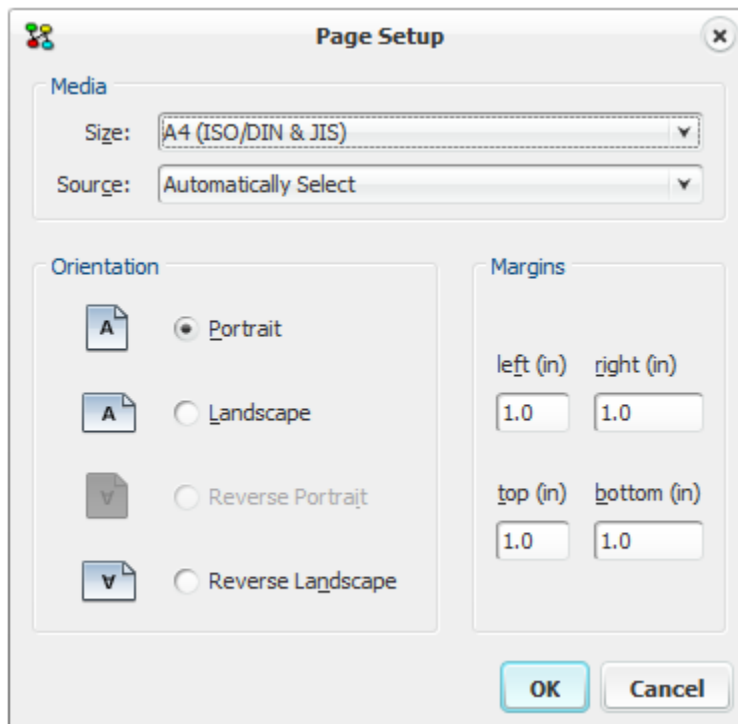 Page Setup
Media
Size: A4 (ISO/DIN & JIS)
Source: Automatically Select
Orientation
A Portrait
A Landscape
A Reverse Portrait
A Reverse Landscape
Margins
left (in) right (in)
1.0 1.0
top (in) bottom (in)
1.0 1.0
OK Cancel